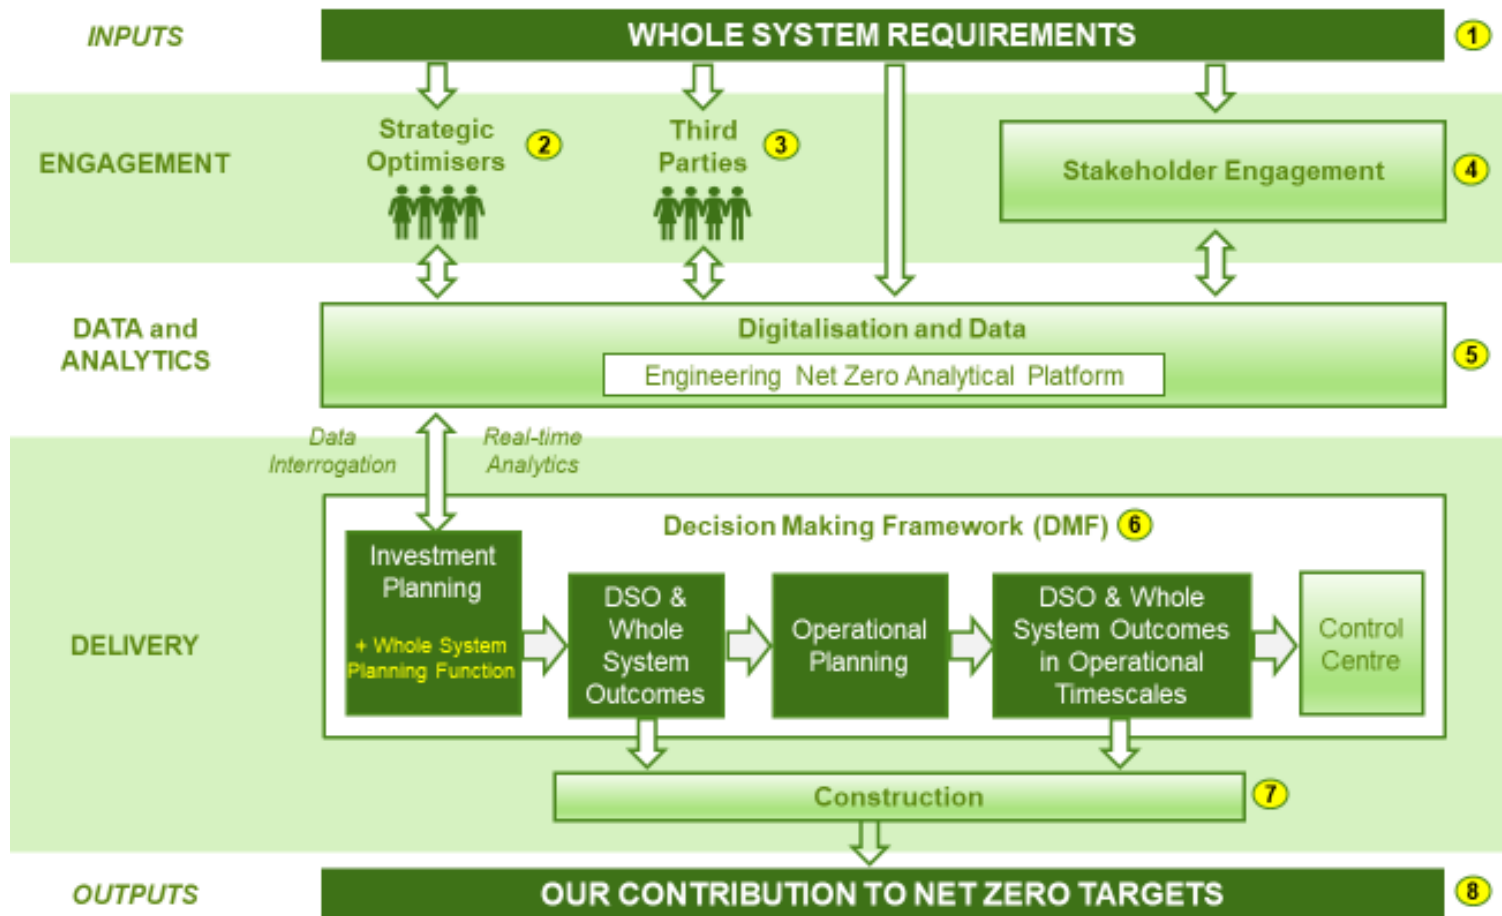 INPUTS
WHOLE SYSTEM REQUIREMENTS
1
ENGAGEMENT
Strategic
Optimisers
2
Third
Parties
3
Stakeholder Engagement
4
DATA and
ANALYTICS
Digitalisation and Data
Engineering Net Zero Analytical Platform
5
Data
Interrogation
Real-time
Analytics
DELIVERY
Decision Making Framework (DMF)
6
Investment
Planning
+ Whole System
Planning Function
DSO &
Whole
System
Outcomes
Operational
Planning
DSO & Whole
System Outcomes
in Operational
Timescales
Control
Centre
Construction
7
OUTPUTS
OUR CONTRIBUTION TO NET ZERO TARGETS
8